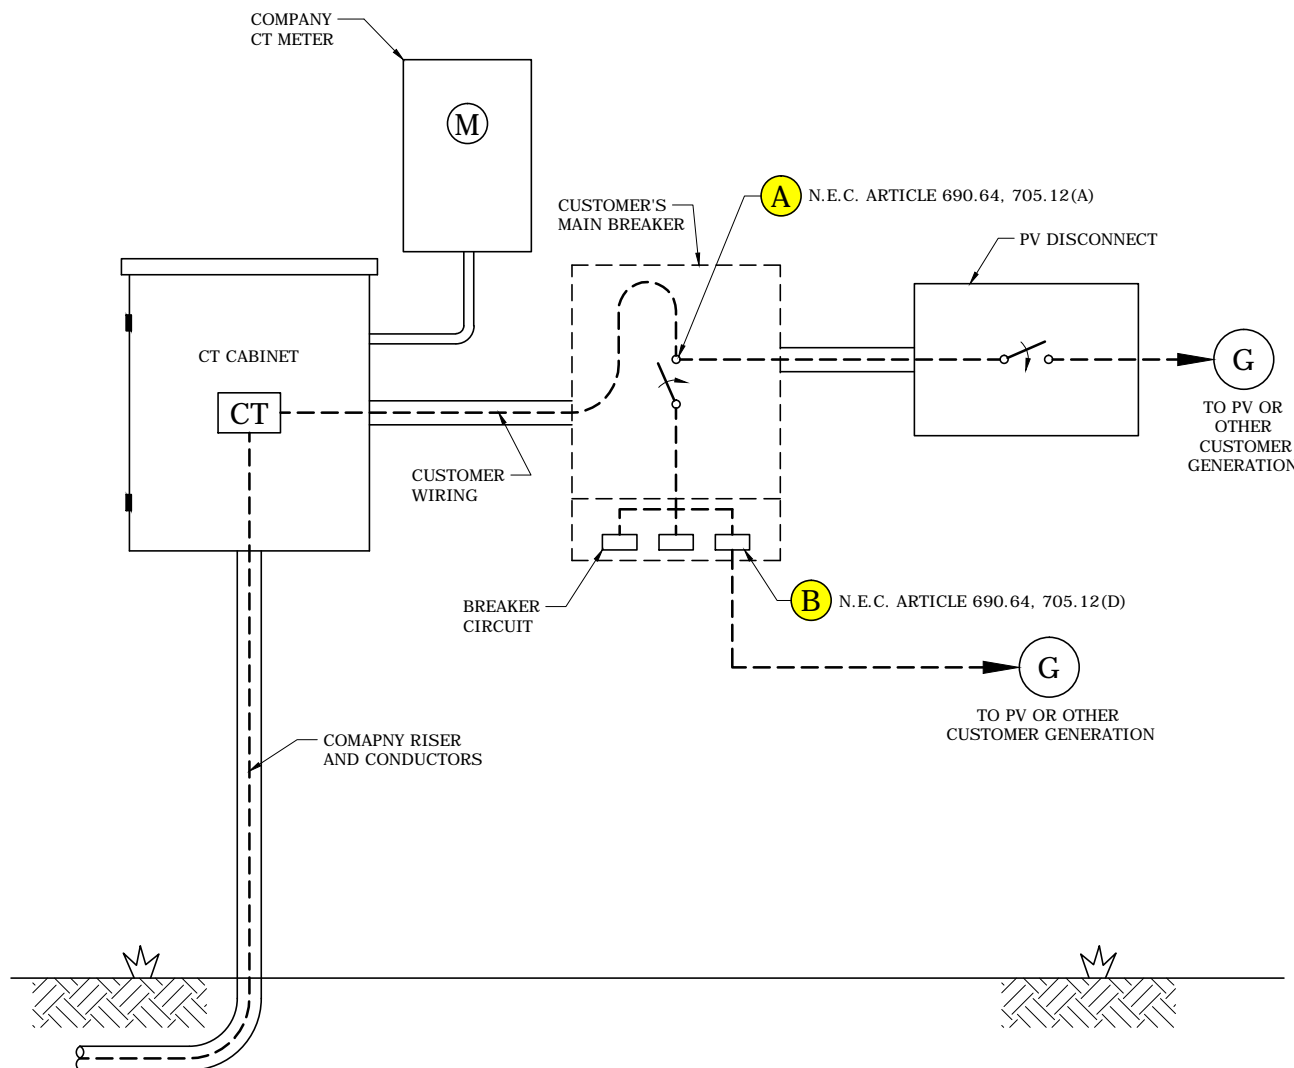 COMPANY
CT METER
M
A
N.E.C. ARTICLE 690.64, 705.12(A)
CUSTOMER'S
MAIN BREAKER
PV DISCONNECT
CT CABINET
CT
G
TO PV OR
OTHER
CUSTOMER
GENERATION
CUSTOMER
WIRING
BREAKER
CIRCUIT
B
N.E.C. ARTICLE 690.64, 705.12(D)
G
TO PV OR OTHER
CUSTOMER GENERATION
COMAPNY RISER
AND CONDUCTORS